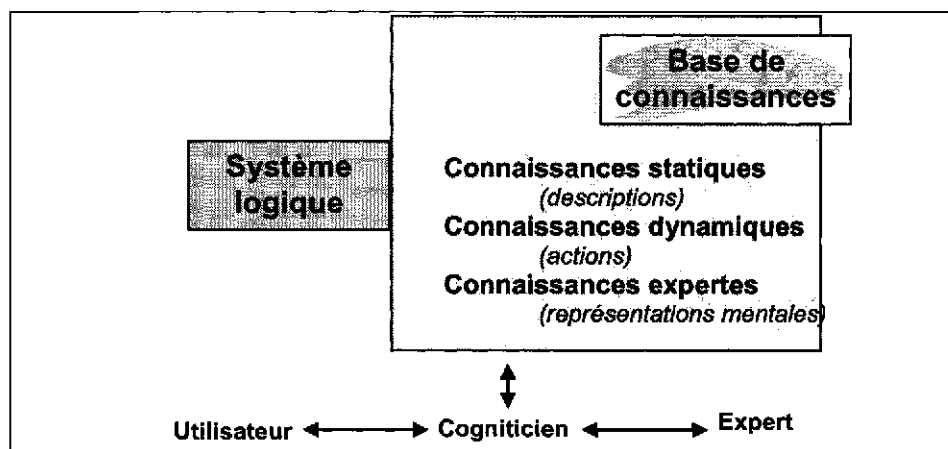 Base de
connaissances
Système
logique
Connaissances statiques
(descriptions)
Connaissances dynamiques
(actions)
Connaissances expertes
(représentations mentales)
Utilisateur Cogniticien Expert